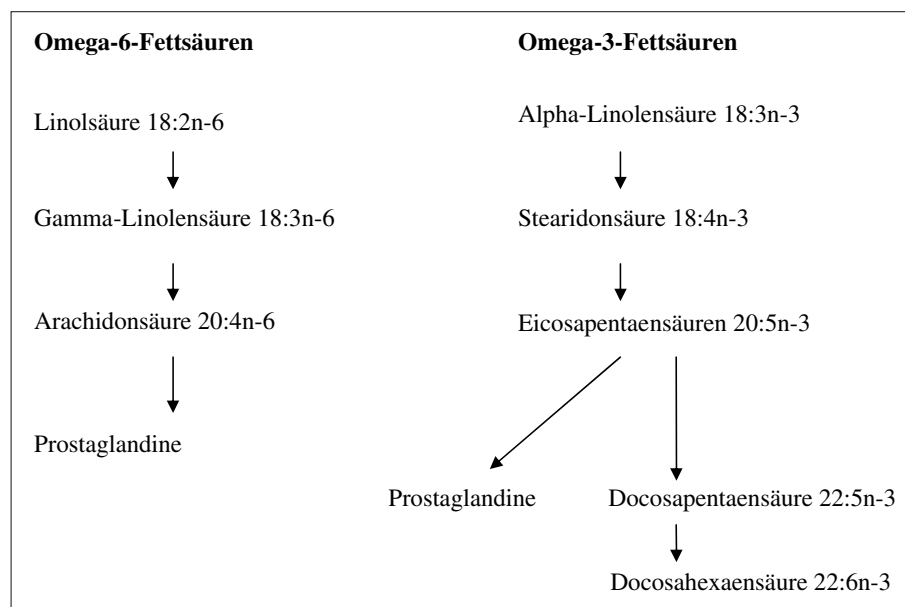 Omega-6-Fettsäuren
Linolsäure 18:2n-6
Gamma-Linolensäure 18:3n-6
Arachidonsäure 20:4n-6
Prostaglandine
Omega-3-Fettsäuren
Alpha-Linolensäure 18:3n-3
Stearidonsäure 18:4n-3
Eicosapentaensäuren 20:5n-3
Prostaglandine
Docosapentaensäure 22:5n-3
Docosahexaensäure 22:6n-3